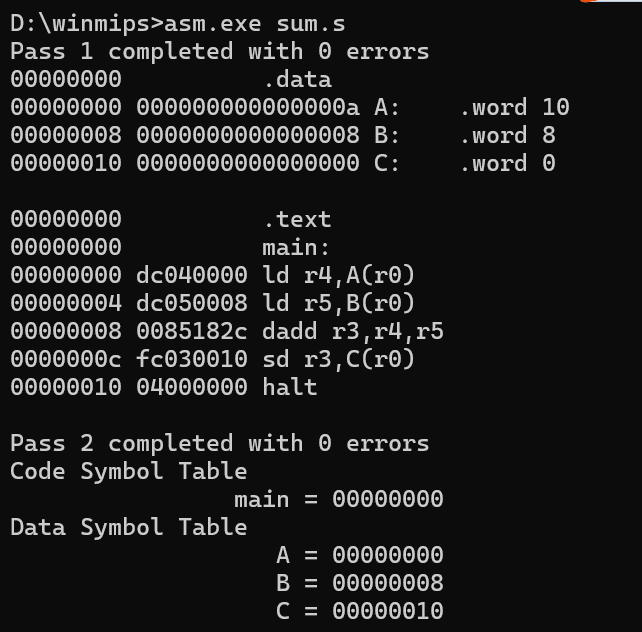 D:\winmips>asm.exe sum.s
Pass 1 completed with 0 errors
00000000          .data
00000000 000000000000000a A:    .word 10
00000008 0000000000000008 B:    .word 8
00000010 0000000000000000 C:    .word 0
00000000          .text
00000000          main:
00000000 dc040000 ld r4,A(r0)
00000004 dc050008 ld r5,B(r0)
00000008 0085182c dadd r3,r4,r5
0000000c fc030010 sd r3,C(r0)
00000010 04000000 halt
Pass 2 completed with 0 errors
Code Symbol Table
                main = 00000000
Data Symbol Table
                   A = 00000000
                   B = 00000008
                   C = 00000010